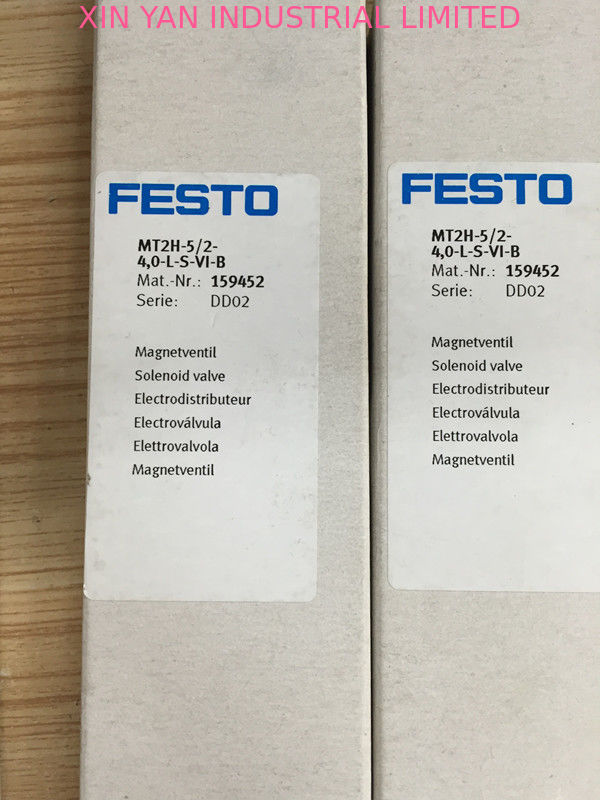 XIN YAN INDUSTRIAL LIMITED
FESTO
MT2H-5/2-
4,0-L-S-VI-B
Mat.-Nr.: 159452
Serie: DD02
Magnetventil
Solenoid valve
Electrodistributeur
Electroválvula
Elettrovalvola
Magnetventil
FESTO
MT2H-5/2-
4,0-L-S-VI-B
Mat.-Nr.: 159452
Serie: DD02
Magnetventil
Solenoid valve
Electrodistributeur
Electroválvula
Elettrovalvola
Magnetventil